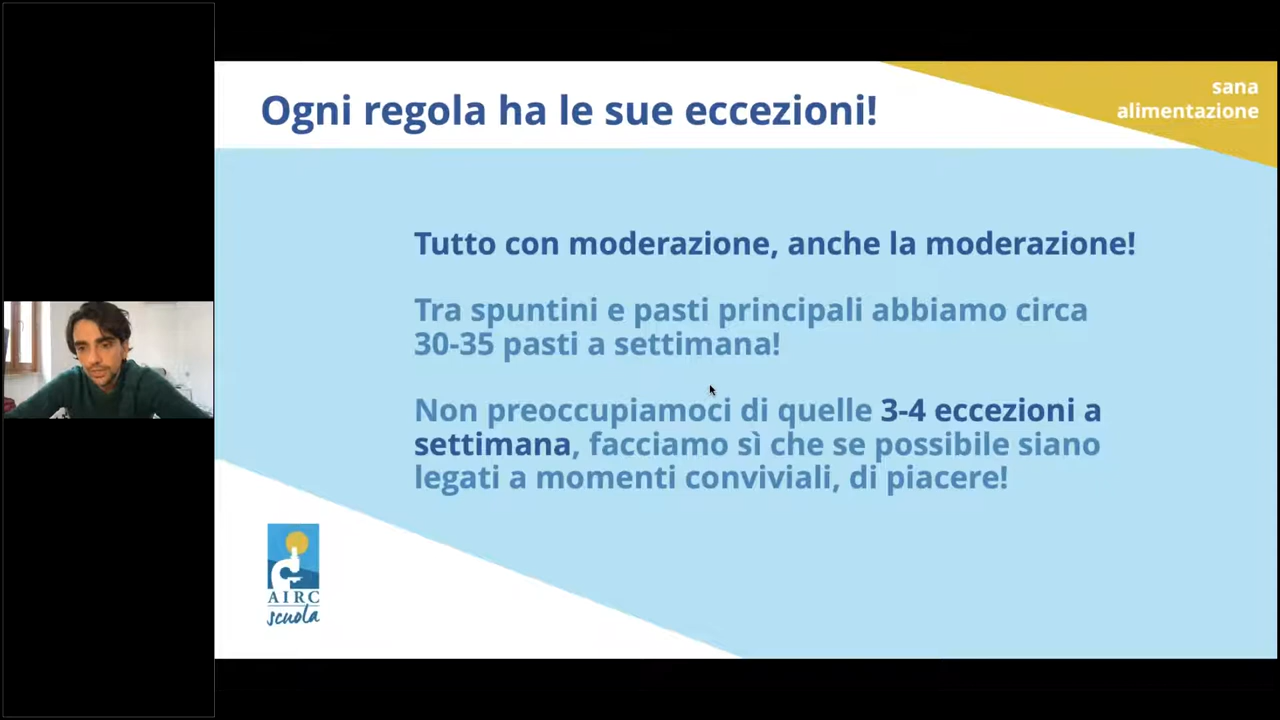 Ogni regola ha le sue eccezioni!
sana
alimentazione
Tutto con moderazione, anche la moderazione!
Tra spuntini e pasti principali abbiamo circa
30-35 pasti a settimana!
Non preoccupiamoci di quelle 3-4 eccezioni a
settimana, facciamo sì che se possibile siano
legati a momenti conviviali, di piacere!
AIRC
scuola